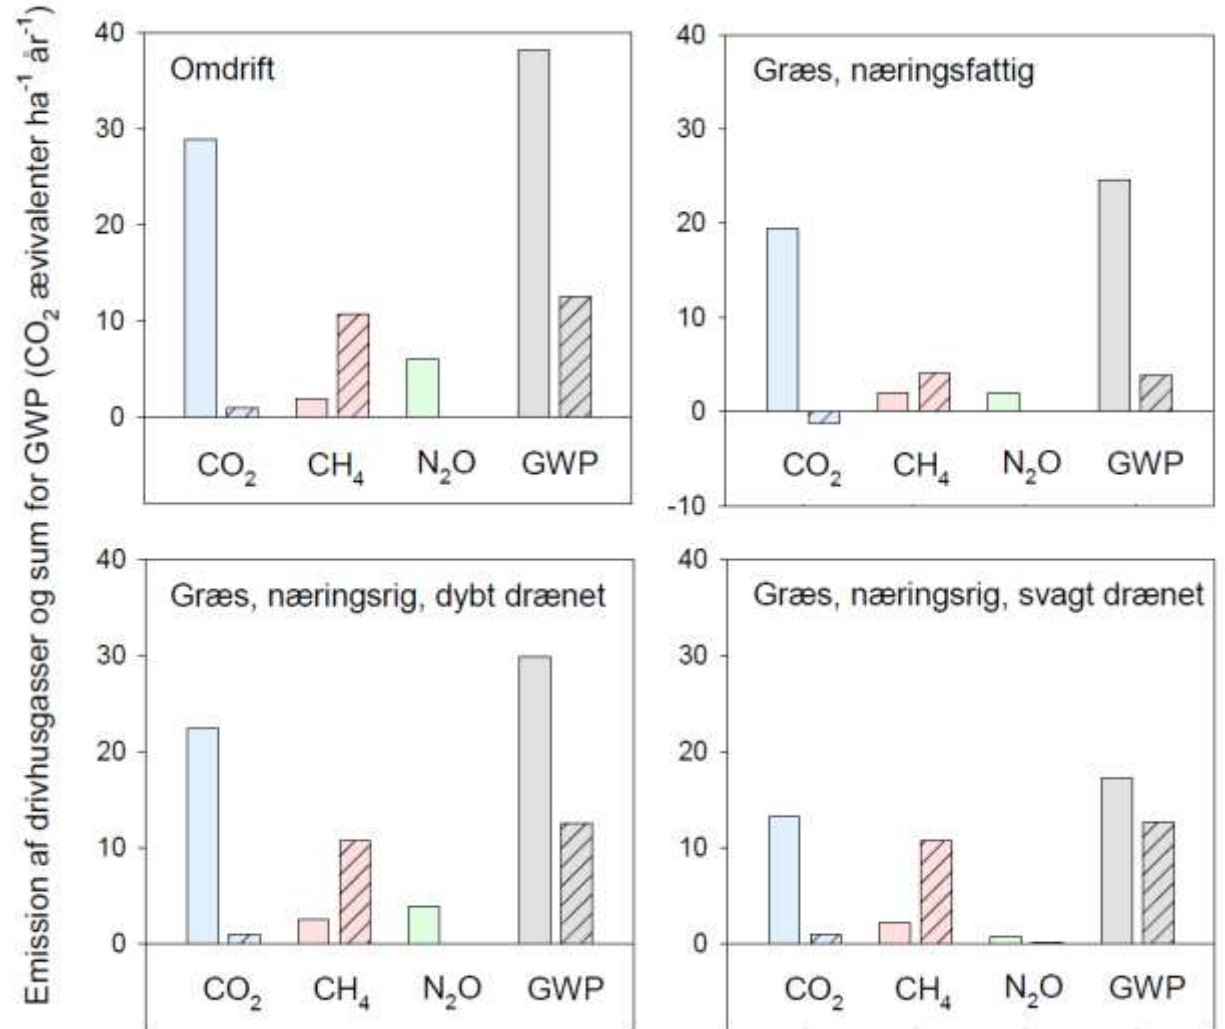 Emission af drivhusgasser og sum for GWP (CO₂ ævivalenter ha⁻¹ år⁻¹)
Omdrift
40
30
20
10
0
CO₂ CH₄ N₂O GWP
Græs, næringsfattig
40
30
20
10
0
-10
CO₂ CH₄ N₂O GWP
Græs, næringsrig, dybt drænet
40
30
20
10
0
CO₂ CH₄ N₂O GWP
Græs, næringsrig, svagt drænet
40
30
20
10
0
CO₂ CH₄ N₂O GWP